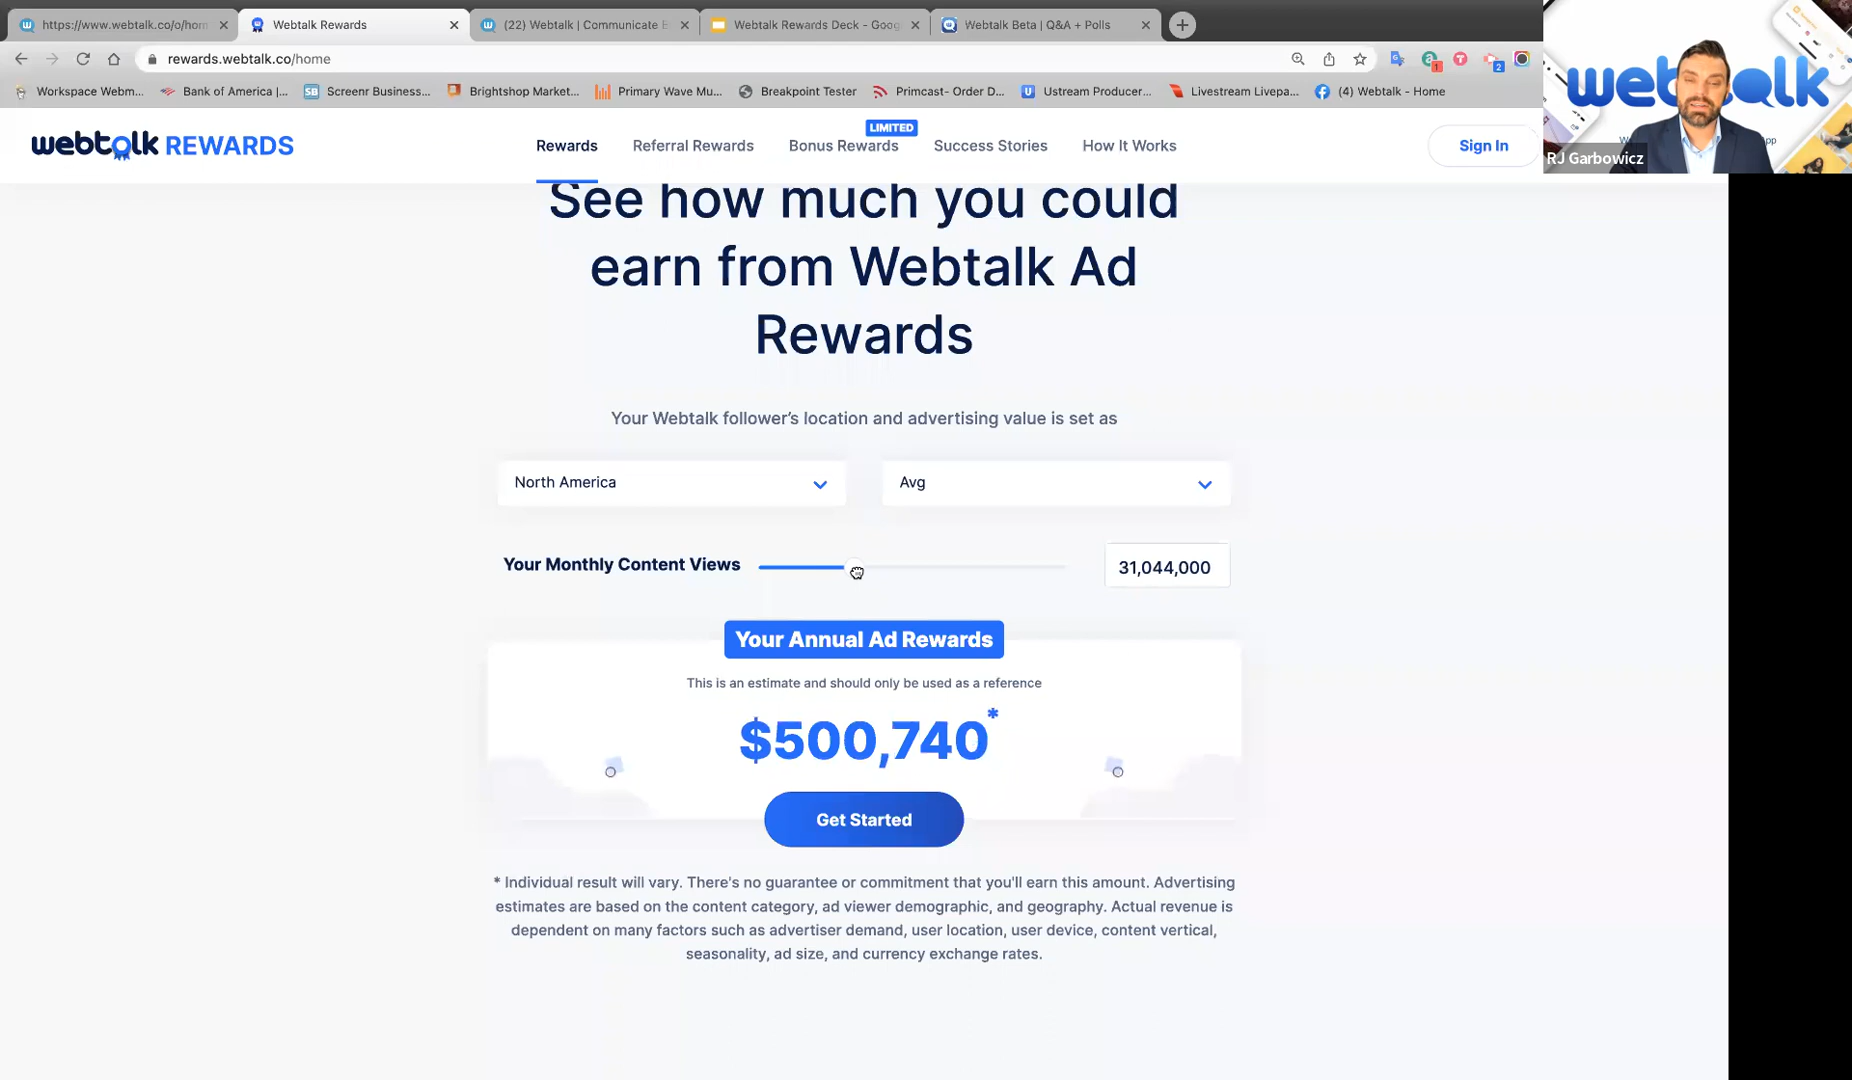 https://www.webtalk.co/o/hom
Webtalk Rewards
(22) Webtalk | Communicate E
Webtalk Rewards Deck - Goog
Webtalk Beta | Q&A + Polls
rewards.webtalk.co/home
1
2
Workspace Webm...
Bank of America |...
SB
Screenr Business...
Brightshop Market...
Primary Wave Mu...
Breakpoint Tester
Primcast- Order D...
Ustream Producer...
Livestream Livepa...
(4) Webtalk - Home
webtalk
RJ Garbowicz
webtalk REWARDS
Rewards
Referral Rewards
LIMITED
Bonus Rewards
Success Stories
How It Works
Sign In
See how much you could
earn from Webtalk Ad
Rewards
Your Webtalk follower's location and advertising value is set as
North America
Avg
Your Monthly Content Views
31,044,000
Your Annual Ad Rewards
This is an estimate and should only be used as a reference
$500,740*
Get Started
* Individual result will vary. There's no guarantee or commitment that you'll earn this amount. Advertising
estimates are based on the content category, ad viewer demographic, and geography. Actual revenue is
dependent on many factors such as advertiser demand, user location, user device, content vertical,
seasonality, ad size, and currency exchange rates.